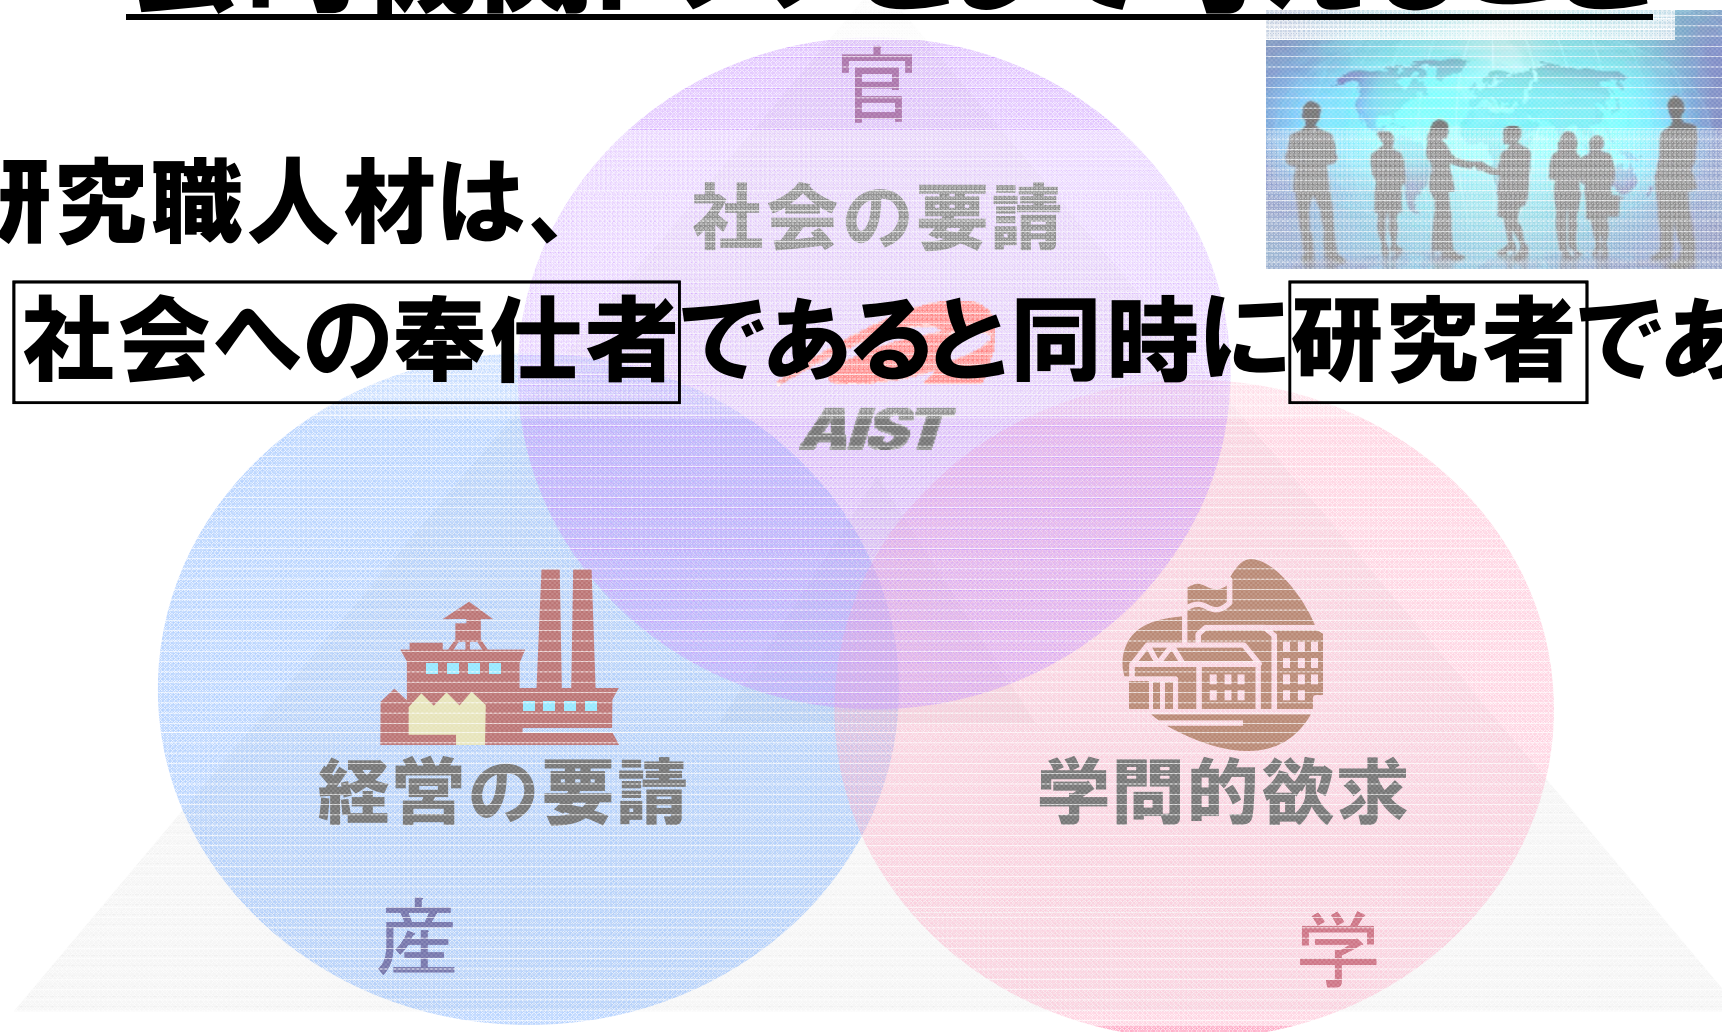 官
研究職人材は、
社会の要請
社会への奉仕者であると同時に研究者であ
AIST
経営の要請
学問的欲求
産
学